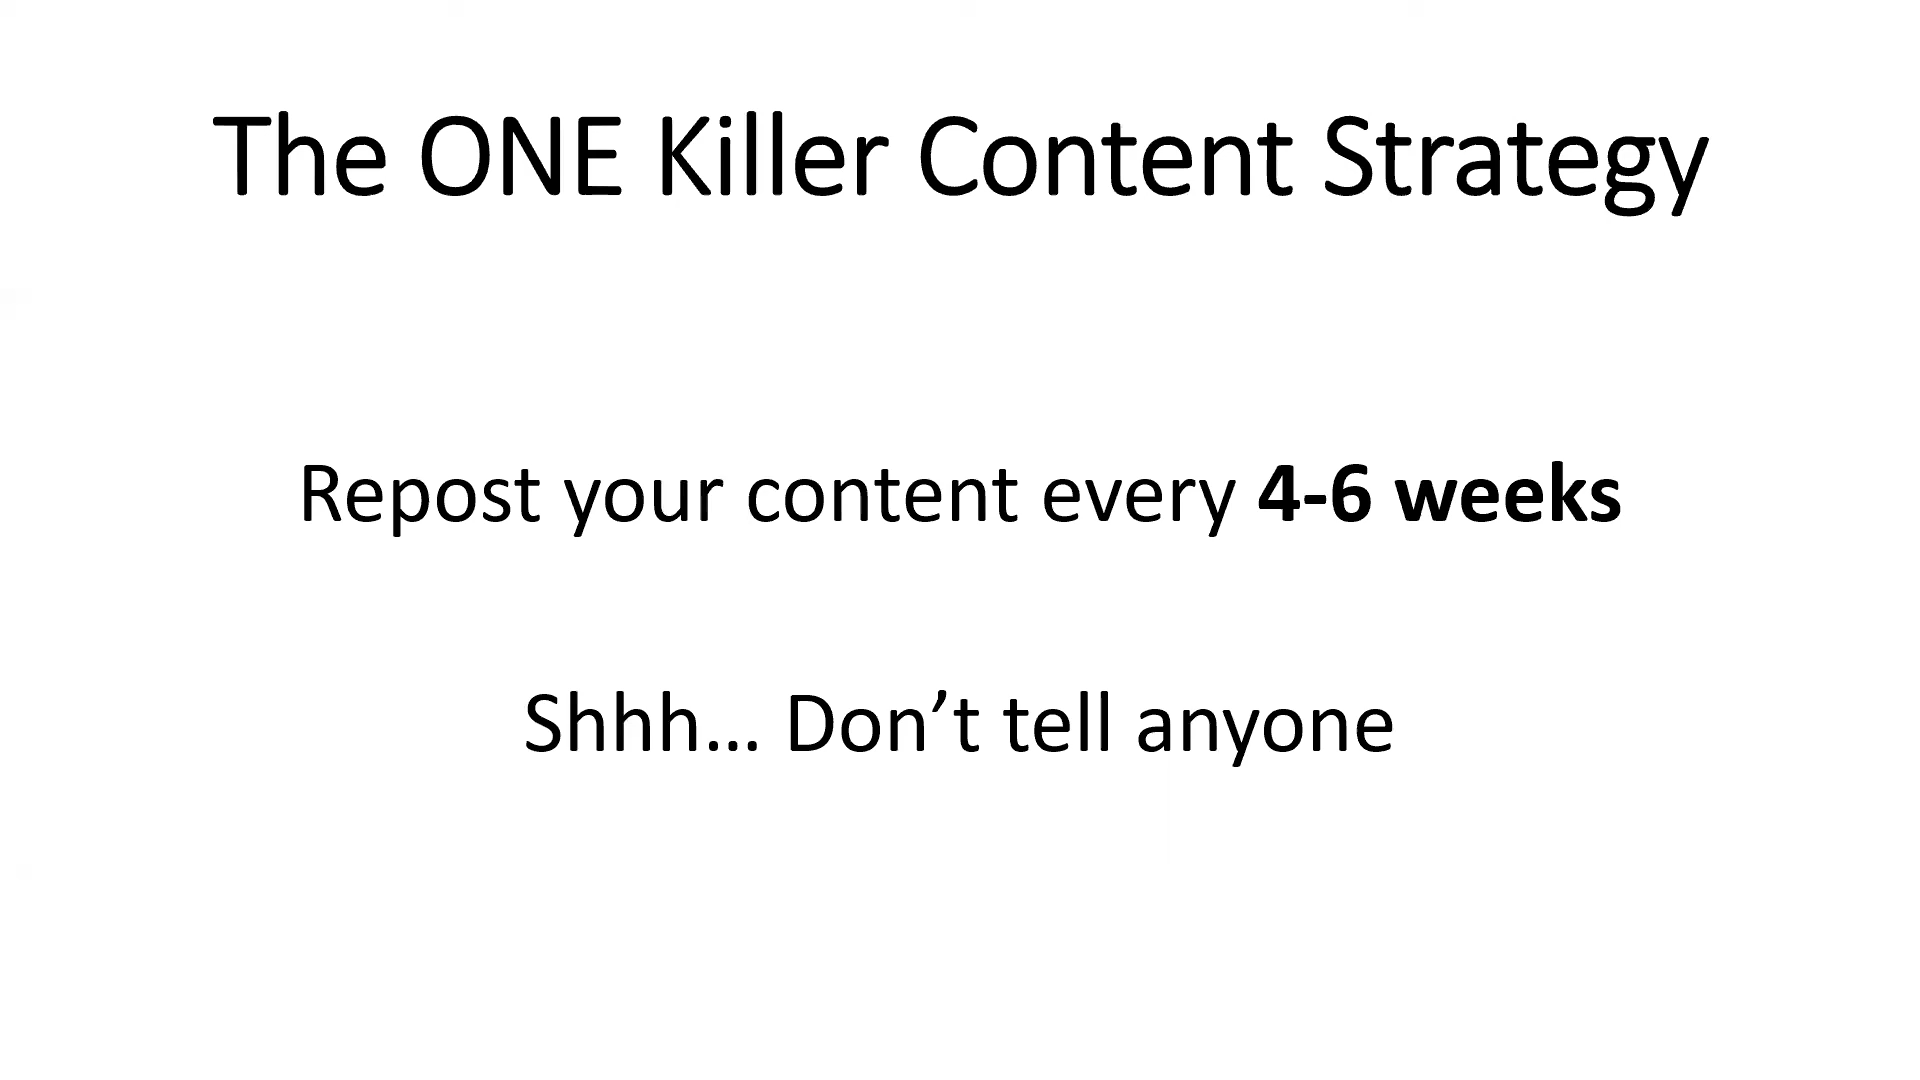 The ONE Killer Content Strategy
Repost your content every 4-6 weeks
Shhh… Don’t tell anyone